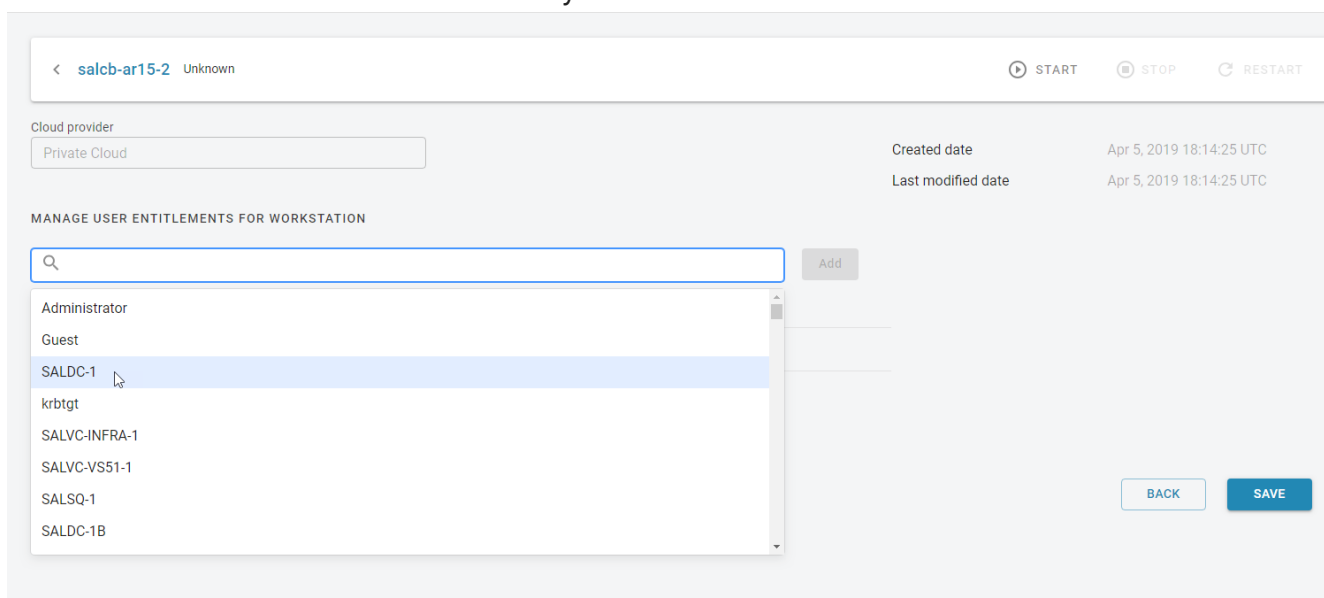 salcb-ar15-2 Unknown START STOP RESTART
Cloud provider
Private Cloud
Created date Apr 5, 2019 18:14:25 UTC
Last modified date Apr 5, 2019 18:14:25 UTC
MANAGE USER ENTITLEMENTS FOR WORKSTATION
Add
Administrator
Guest
SALDC-1
krbtgt
SALVC-INFRA-1
SALVC-VS51-1
SALSQ-1
SALDC-1B
BACK SAVE